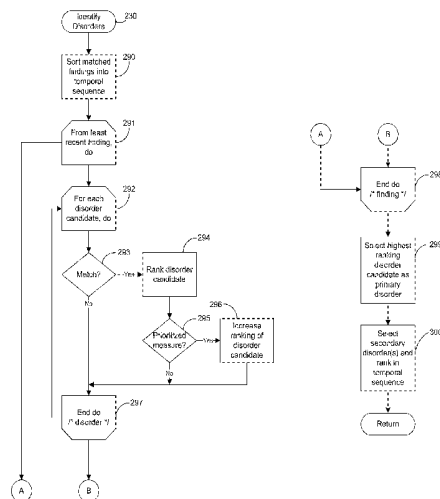 Identify
Disorders
230
Sort matched
findings into
temporal
sequence
290
From least
recent finding,
do
291
For each
disorder
candidate, do
292
Match?
293
Yes
No
Rank disorder
candidate
294
Prioritized
measure?
295
Yes
No
Increase
ranking of
disorder
candidate
296
End do
/* disorder */
297
A
B
A
B
End do
/* finding */
298
Select highest
ranking
disorder
candidate as
primary
disorder
299
Select
secondary
disorder(s) and
rank in
temporal
sequence
300
Return